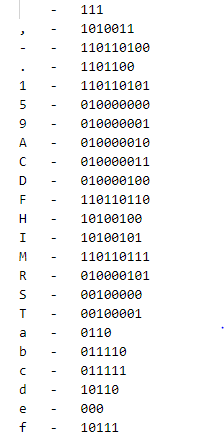 - 111
, - 1010011
- - 110110100
. - 1101100
1 - 110110101
5 - 010000000
9 - 010000001
A - 010000010
C - 010000011
D - 010000100
F - 110110110
H - 10100100
I - 10100101
M - 110110111
R - 010000101
S - 00100000
T - 00100001
a - 0110
b - 011110
c - 011111
d - 10110
e - 000
f - 10111